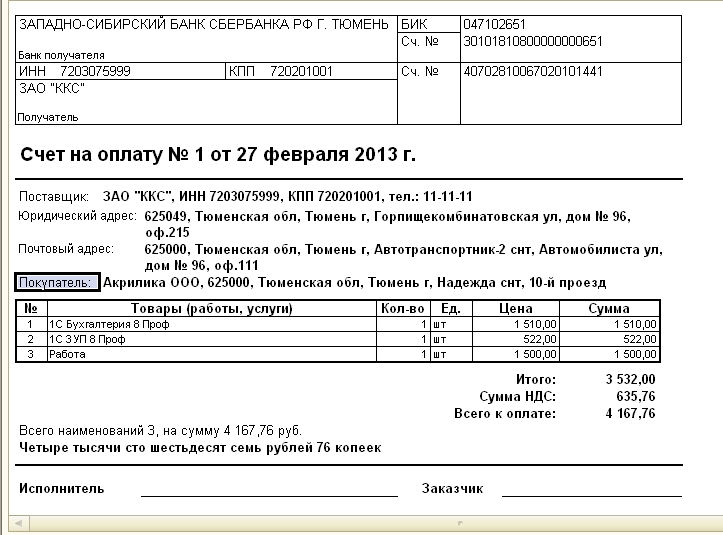 ЗАПАДНО-СИБИРСКИЙ БАНК СБЕРБАНКА РФ Г. ТЮМЕНЬ БИК 047102651
Сч. № 30101810800000000651
Банк получателя
ИНН 7203075999 КПП 720201001 Сч. № 40702810067020101441
ЗАО "ККС"
Получатель
Счет на оплату № 1 от 27 февраля 2013 г.
Поставщик: ЗАО "ККС", ИНН 7203075999, КПП 720201001, тел.: 11-11-11
Юридический адрес: 625049, Тюменская обл, Тюмень г, Горпищекомбинатовская ул, дом № 96,
оф.215
Почтовый адрес: 625000, Тюменская обл, Тюмень г, Автотранспортник-2 снт, Автомобилиста ул,
дом № 96, оф.111
Покупатель: Акрилика ООО, 625000, Тюменская обл, Тюмень г, Надежда снт, 10-й проезд
№ Товары (работы, услуги) Кол-во Ед. Цена Сумма
1 1С Бухгалтерия 8 Проф 1 шт 1 510,00 1 510,00
2 1С ЗУП 8 Проф 1 шт 522,00 522,00
3 Работа 1 шт 1 500,00 1 500,00
Итого: 3 532,00
Сумма НДС: 635,76
Всего к оплате: 4 167,76
Всего наименований 3, на сумму 4 167,76 руб.
Четыре тысячи сто шестьдесят семь рублей 76 копеек
Исполнитель Заказчик